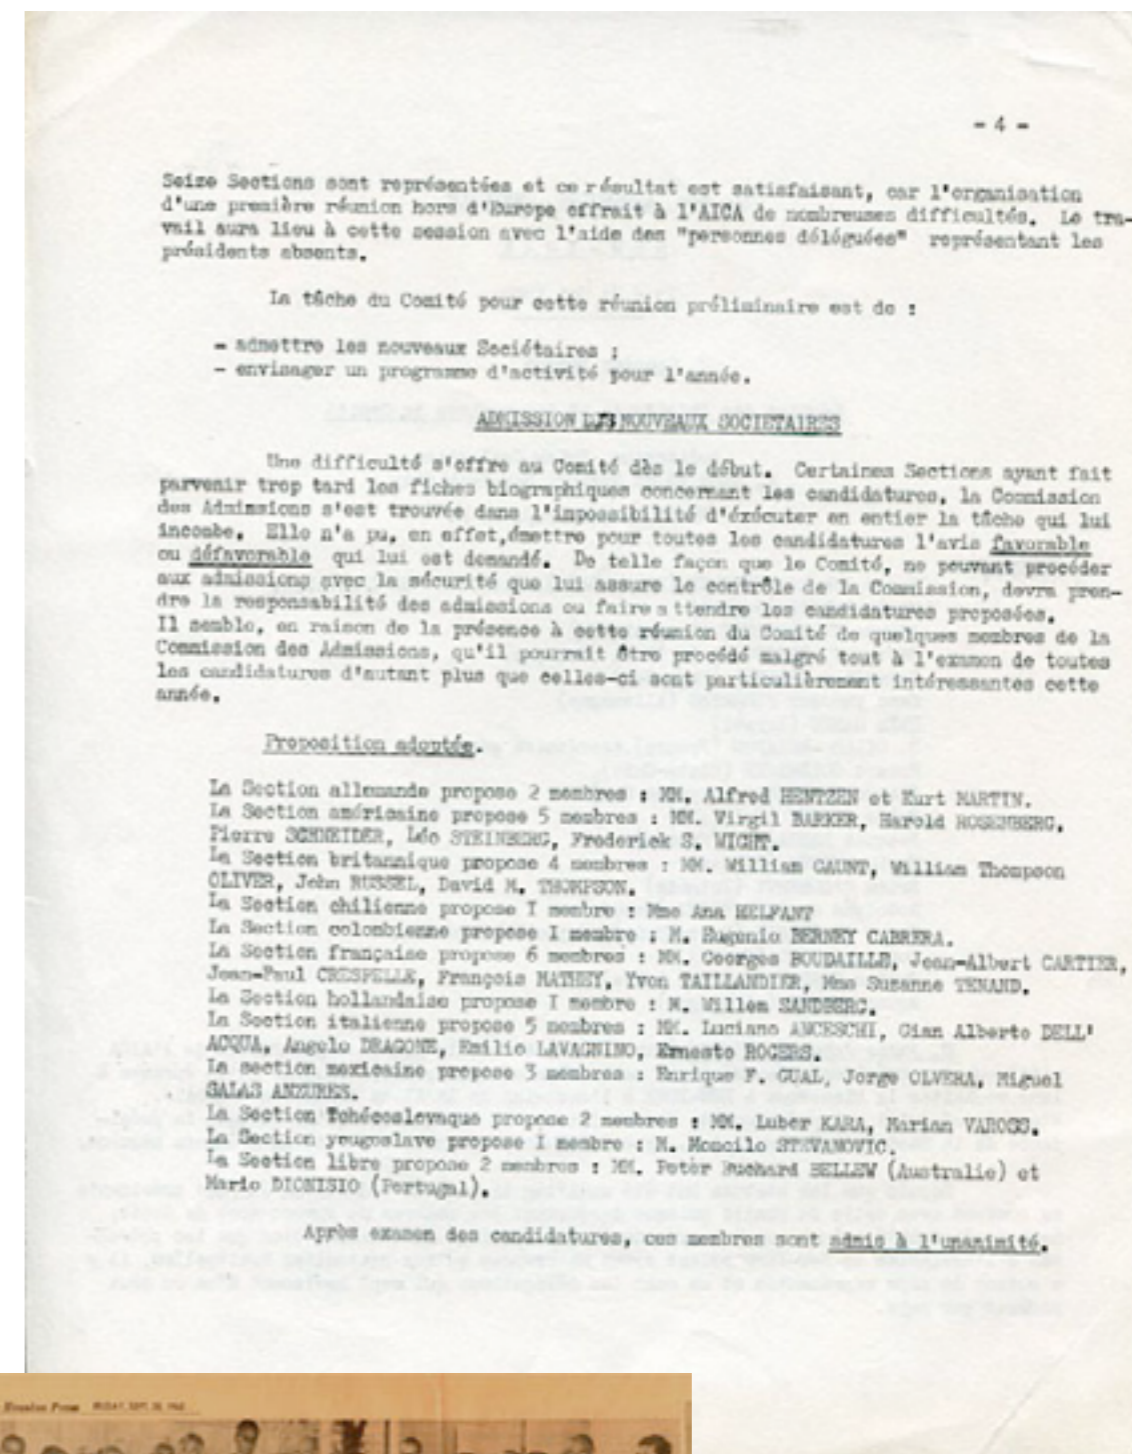 - 4 -
Seize Sections sont représentées et ce résultat est satisfaisant, car l'organisation
d'une première réunion hors d'Europe offrait à l'AICA de nombreuses difficultés. Le tra-
vail aura lieu à cette session avec l'aide des "personnes déléguées" représentant les
présidents absents.
La tâche du Comité pour cette réunion préliminaire est de :
- admettre les nouveaux Sociétaires ;
- envisager un programme d'activité pour l'année.
ADMISSION DES NOUVEAUX SOCIETAIRES
Une difficulté s'offre au Comité dès le début. Certaines Sections ayant fait
parvenir trop tard les fiches biographiques concernant les candidatures, la Commission
des Admissions s'est trouvée dans l'impossibilité d'éxécuter en entier la tâche qui lui
incombe. Elle n'a pu, en effet, émettre pour toutes les candidatures l'avis favorable
ou défavorable qui lui est demandé. De telle façon que le Comité, ne pouvant procéder
aux admissions avec la sécurité que lui assure le contrôle de la Commission, devra pren-
dre la responsabilité des admissions ou faire attendre les candidatures proposées.
Il semble, en raison de la présence à cette réunion du Comité de quelques membres de la
Commission des Admissions, qu'il pourrait être procédé malgré tout à l'examen de toutes
les candidatures d'autant plus que celles-ci sont particulièrement intéressantes cette
année.
Proposition adoptée.
La Section allemande propose 2 membres : MM. Alfred HENTZEN et Kurt MARTIN.
La Section américaine propose 5 membres : MM. Virgil BARKER, Harold ROSENBERG,
Pierre SCHNEIDER, Léo STEINBERG, Frederick S. WIGHT.
La Section britannique propose 4 membres : MM. William GAUNT, William Thompson
OLIVER, John RUSSEL, David M. THOMPSON.
La Section chilienne propose I membre : Mme Ana HELFANT
La Section colombienne propose I membre : M. Eugenio BERNEY CABRERA.
La Section française propose 6 membres : MM. Georges BOUDAILLE, Jean-Albert CARTIER,
Jean-Paul CRESPELLE, François MATHEY, Yvon TAILLANDIER, Mme Suzanne TENAND.
La Section hollandaise propose I membre : M. Willem SANDBERG.
La Section italienne propose 5 membres : MM. Luciano ANCESCHI, Gian Alberto DELL'
ACQUA, Angelo DRAGONE, Emilio LAVAGNINO, Ernesto ROGERS.
La section mexicaine propose 3 membres : Enrique F. GUAL, Jorge OLVERA, Miguel
SALAS ANZURES.
La Section Tchécoslovaque propose 2 membres : MM. Luber KARA, Marian VAROSS.
La Section yougoslave propose I membre : M. Momcilo STEVANOVIC.
La Section libre propose 2 membres : MM. Peter Buchard BELLEW (Australie) et
Mario DIONISIO (Portugal).
Après examen des candidatures, ces membres sont admis à l'unanimité.
Press FRIDAY, SEPT.